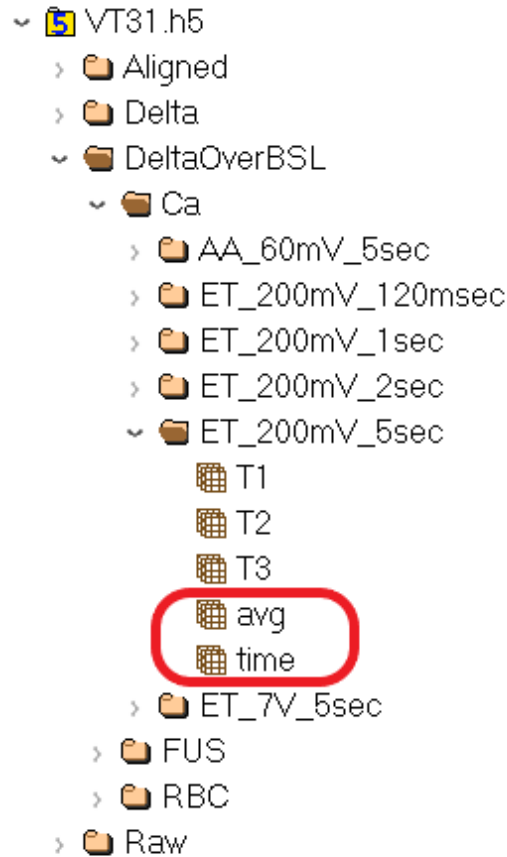 VT31.h5
Aligned
Delta
DeltaOverBSL
Ca
AA_60mV_5sec
ET_200mV_120msec
ET_200mV_1sec
ET_200mV_2sec
ET_200mV_5sec
T1
T2
T3
avg
time
ET_7V_5sec
FUS
RBC
Raw